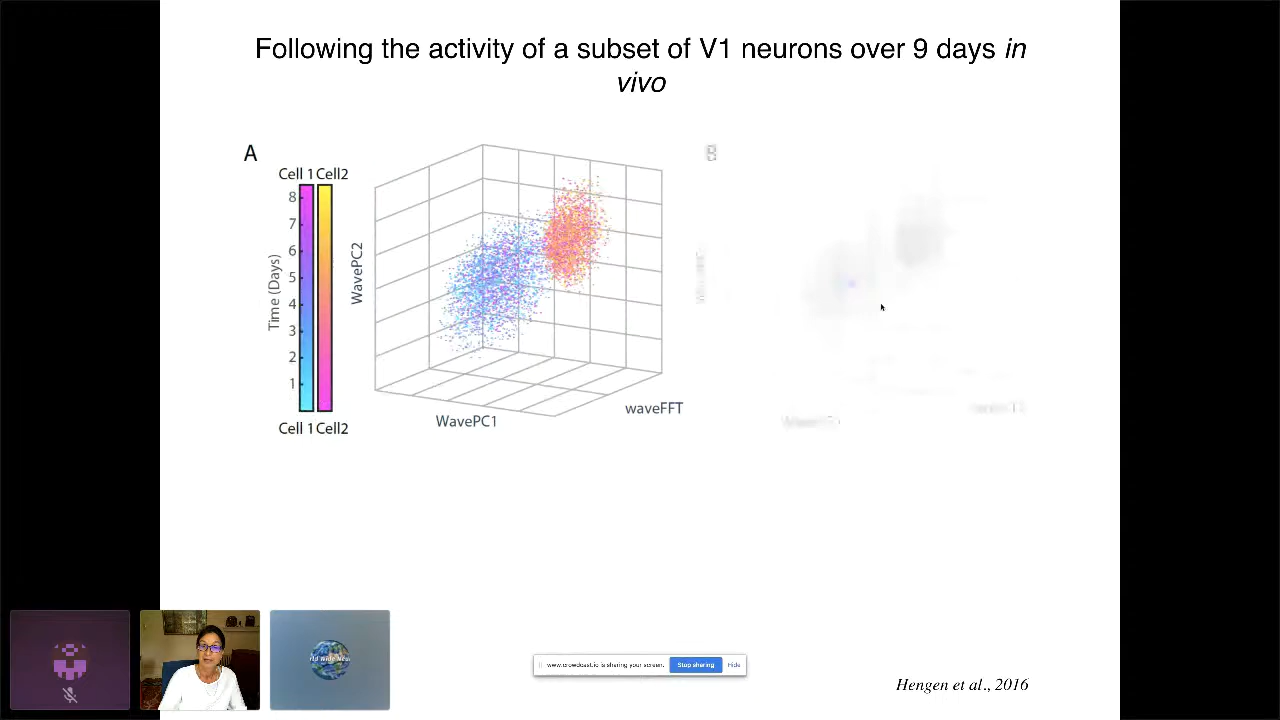 Following the activity of a subset of V1 neurons over 9 days in
vivo
A
B
Cell 1 Cell2
8
7
6
5
4
3
2
1
Time (Days)
Cell 1 Cell2
WavePC2
WavePC1
waveFFT
www.crowdcast.io is sharing your screen.
Stop sharing
Hide
Hengen et al., 2016